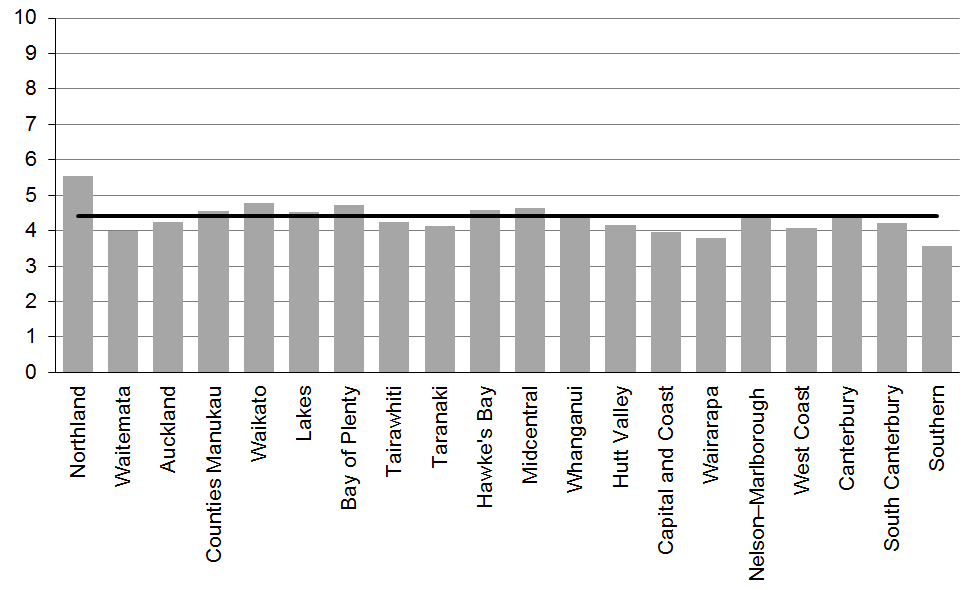 10
9
8
7
6
5
4
3
2
1
0
Northland
Waitemata
Auckland
Counties Manukau
Waikato
Lakes
Bay of Plenty
Tairawhiti
Taranaki
Hawke's Bay
Midcentral
Whanganui
Hutt Valley
Capital and Coast
Wairarapa
Nelson–Marlborough
West Coast
Canterbury
South Canterbury
Southern